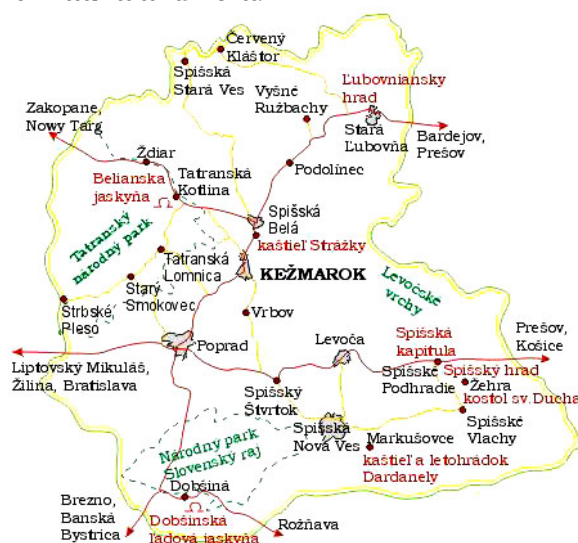 Červený
Kláštor
Spišská
Stará Ves
Ľubovniansky
hrad
Vyšné
Ružbachy
Zakopane,
Nowy Targ
Stará
Ľubovňa
Bardejov,
Prešov
Ždiar
Podolínec
Belianska
jaskyňa
Tatranská
Kotlina
Spišská
Belá
kaštieľ Strážky
Tatranský
národný park
Tatranská
Lomnica
KEŽMAROK
Starý
Smokovec
Levočské
vrchy
Štrbské
Pleso
Vrbov
Poprad
Levoča
Spišská
kapitula
Prešov,
Košice
Liptovský Mikuláš,
Žilina, Bratislava
Spišské
Podhradie
Spišský hrad
Žehra
kostol sv. Ducha
Spišský
Štvrtok
Spišská
Nová Ves
Markušovce
Spišské
Vlachy
kaštieľ a letohrádok
Dardanely
Národny park
Slovenský raj
Dobšiná
Brezno,
Banská
Bystrica
Dobšinská
ľadová jaskyňa
Rožňava